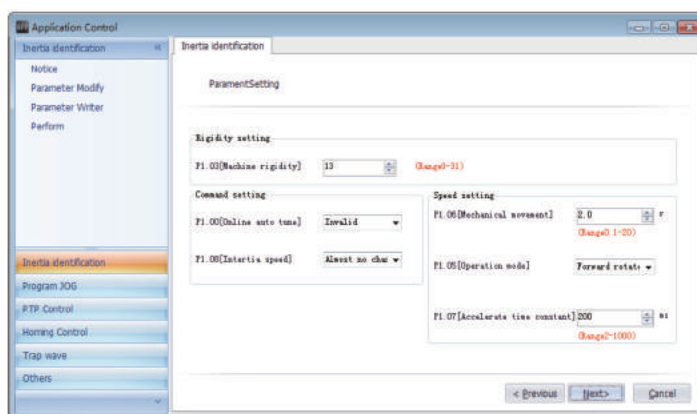 Application Control
Inertia identification
Notice
Parameter Modify
Parameter Writer
Perform
Inertia identification
Program JOG
PTP Control
Homing Control
Trap wave
Others
Inertia identification
ParamentSetting
Rigidity setting
P1.03[Machine rigidity] 13 (Range0-31)
Command setting
P1.00[Online auto tune] Invalid
P1.08[Intertia speed] Almost no char
Speed setting
P1.06[Mechanical movement] 2.0 r
(Range0.1-20)
P1.05[Operation mode] Forward rotate
P1.07[Accelerate time constant] 200 ms
(Range2-1000)
< Previous Next> Cancel